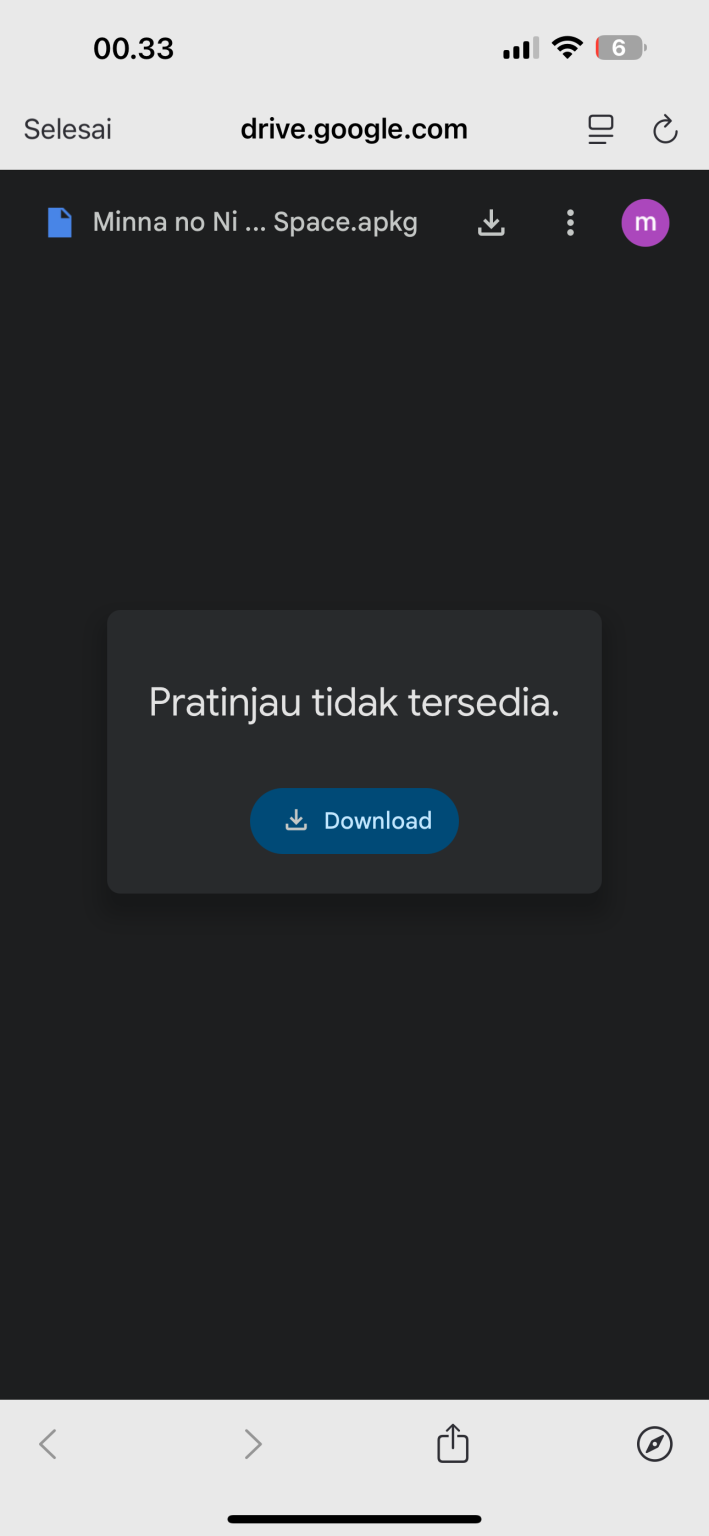 00.33
6
Selesai
drive.google.com
Minna no Ni ... Space.apkg
m
Pratinjau tidak tersedia.
Download